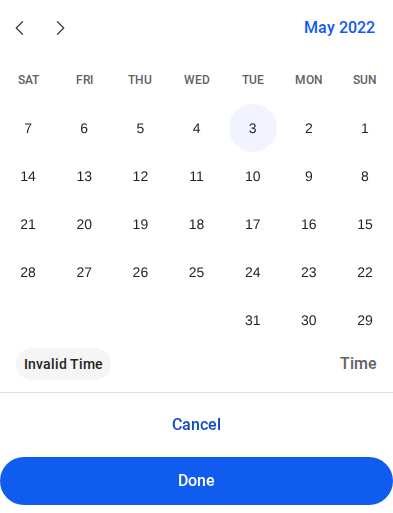 May 2022
SAT FRI THU WED TUE MON SUN
7 6 5 4 3 2 1
14 13 12 11 10 9 8
21 20 19 18 17 16 15
28 27 26 25 24 23 22
31 30 29
Invalid Time Time
Cancel
Done